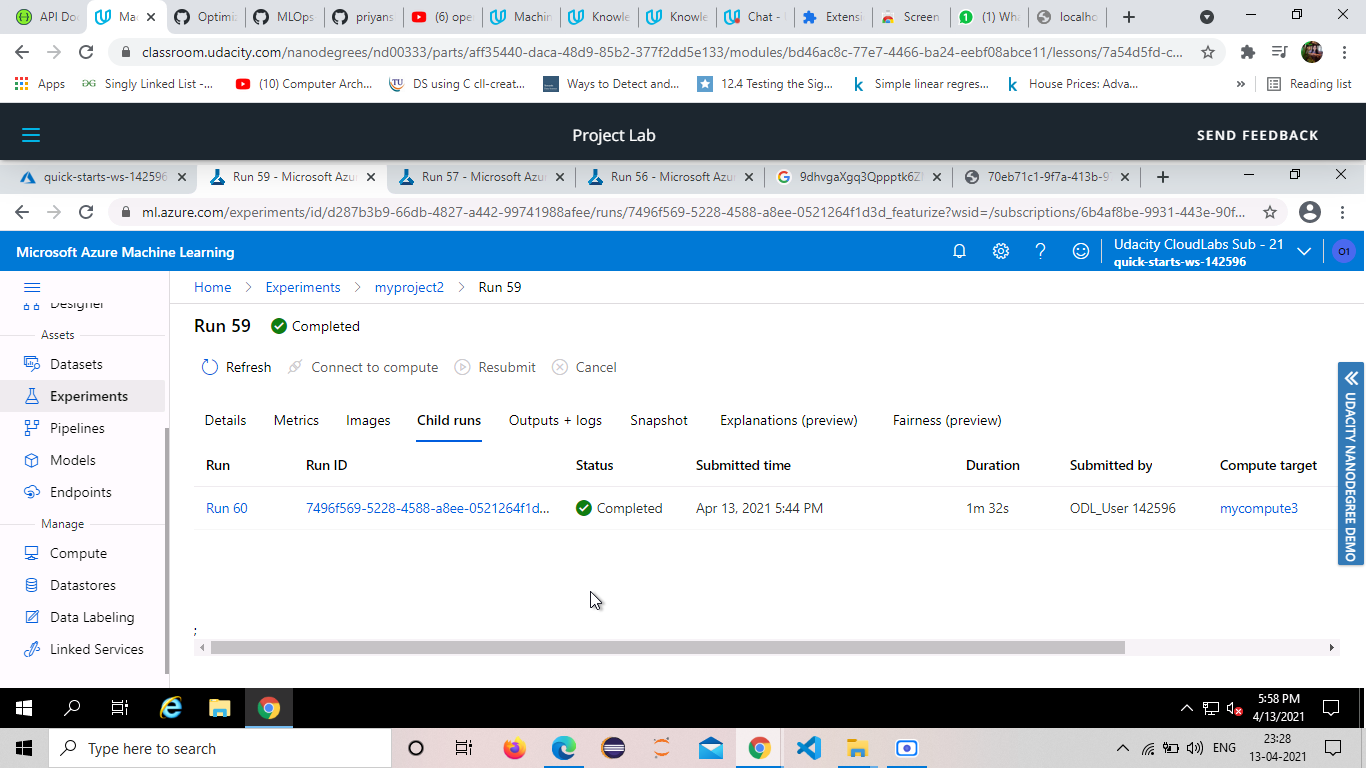 API Do
Ma
Optimi
MLOps
priyans
(6) ope
Machin
Knowle
Knowle
Chat -
Extensi
Screen
(1) Wha
localho
classroom.udacity.com/nanodegrees/nd00333/parts/aff35440-daca-48d9-85b2-377f2dd5e133/modules/bd46ac8c-77e7-4466-ba24-eebf08abce11/lessons/7a54d5fd-c...
Apps
Singly Linked List -...
(10) Computer Arch...
DS using C cll-creat...
Ways to Detect and...
12.4 Testing the Sig...
Simple linear regres...
House Prices: Adva...
»
Reading list
Project Lab
SEND FEEDBACK
quick-starts-ws-142596
Run 59 - Microsoft Azu
Run 57 - Microsoft Azu
Run 56 - Microsoft Azu
9dhvgaXgq3Qppptk6Z
70eb71c1-9f7a-413b-9
ml.azure.com/experiments/id/d287b3b9-66db-4827-a442-99741988afee/runs/7496f569-5228-4588-a8ee-0521264f1d3d_featurize?wsid=/subscriptions/6b4af8be-9931-443e-90f...
Microsoft Azure Machine Learning
Udacity CloudLabs Sub - 21
quick-starts-ws-142596
O1
Designer
Assets
Datasets
Experiments
Pipelines
Models
Endpoints
Manage
Compute
Datastores
Data Labeling
Linked Services
Home > Experiments > myproject2 > Run 59
Run 59 Completed
Refresh Connect to compute Resubmit Cancel
Details Metrics Images Child runs Outputs + logs Snapshot Explanations (preview) Fairness (preview)
Run Run ID Status Submitted time Duration Submitted by Compute target
Run 60 7496f569-5228-4588-a8ee-0521264f1d... Completed Apr 13, 2021 5:44 PM 1m 32s ODL_User 142596 mycompute3
;
UDACITY NANODEGREE DEMO
5:58 PM
4/13/2021
Type here to search
ENG
23:28
13-04-2021